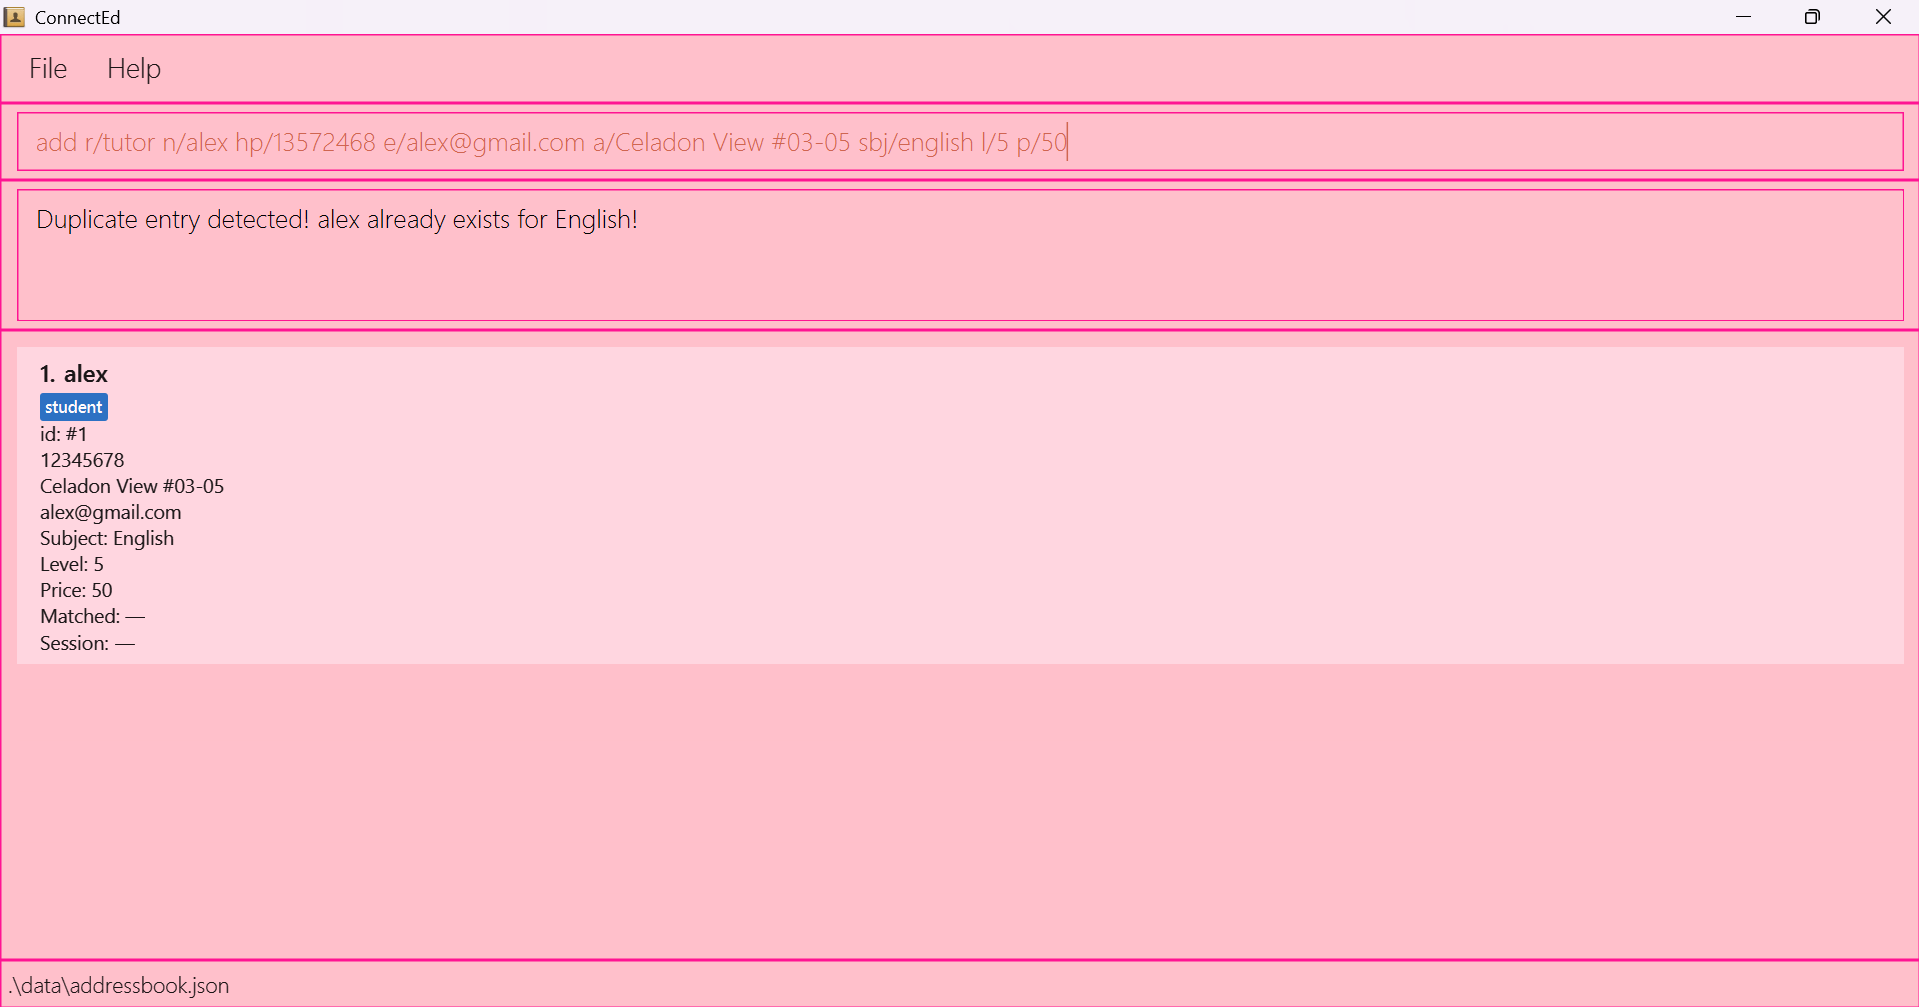 ConnectEd
File Help
add r/tutor n/alex hp/13572468 e/alex@gmail.com a/Celadon View #03-05 sbj/english l/5 p/50
Duplicate entry detected! alex already exists for English!
1. alex
student
id: #1
12345678
Celadon View #03-05
alex@gmail.com
Subject: English
Level: 5
Price: 50
Matched: —
Session: —
.\data\addressbook.json